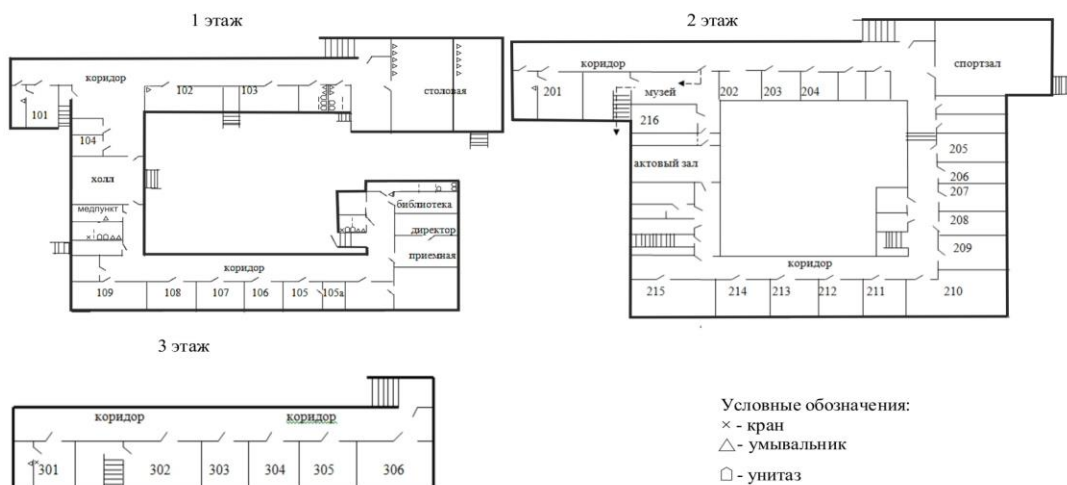 1 этаж
коридор
101
102
103
столовая
104
холл
медпункт
библиотека
директор
приемная
коридор
109
108
107
106
105
105а
2 этаж
коридор
спортзал
201
музей
202
203
204
216
актовый зал
205
206
207
208
209
коридор
215
214
213
212
211
210
3 этаж
коридор
коридор
301
302
303
304
305
306
Условные обозначения:
× - кран
△ - умывальник
- унитаз